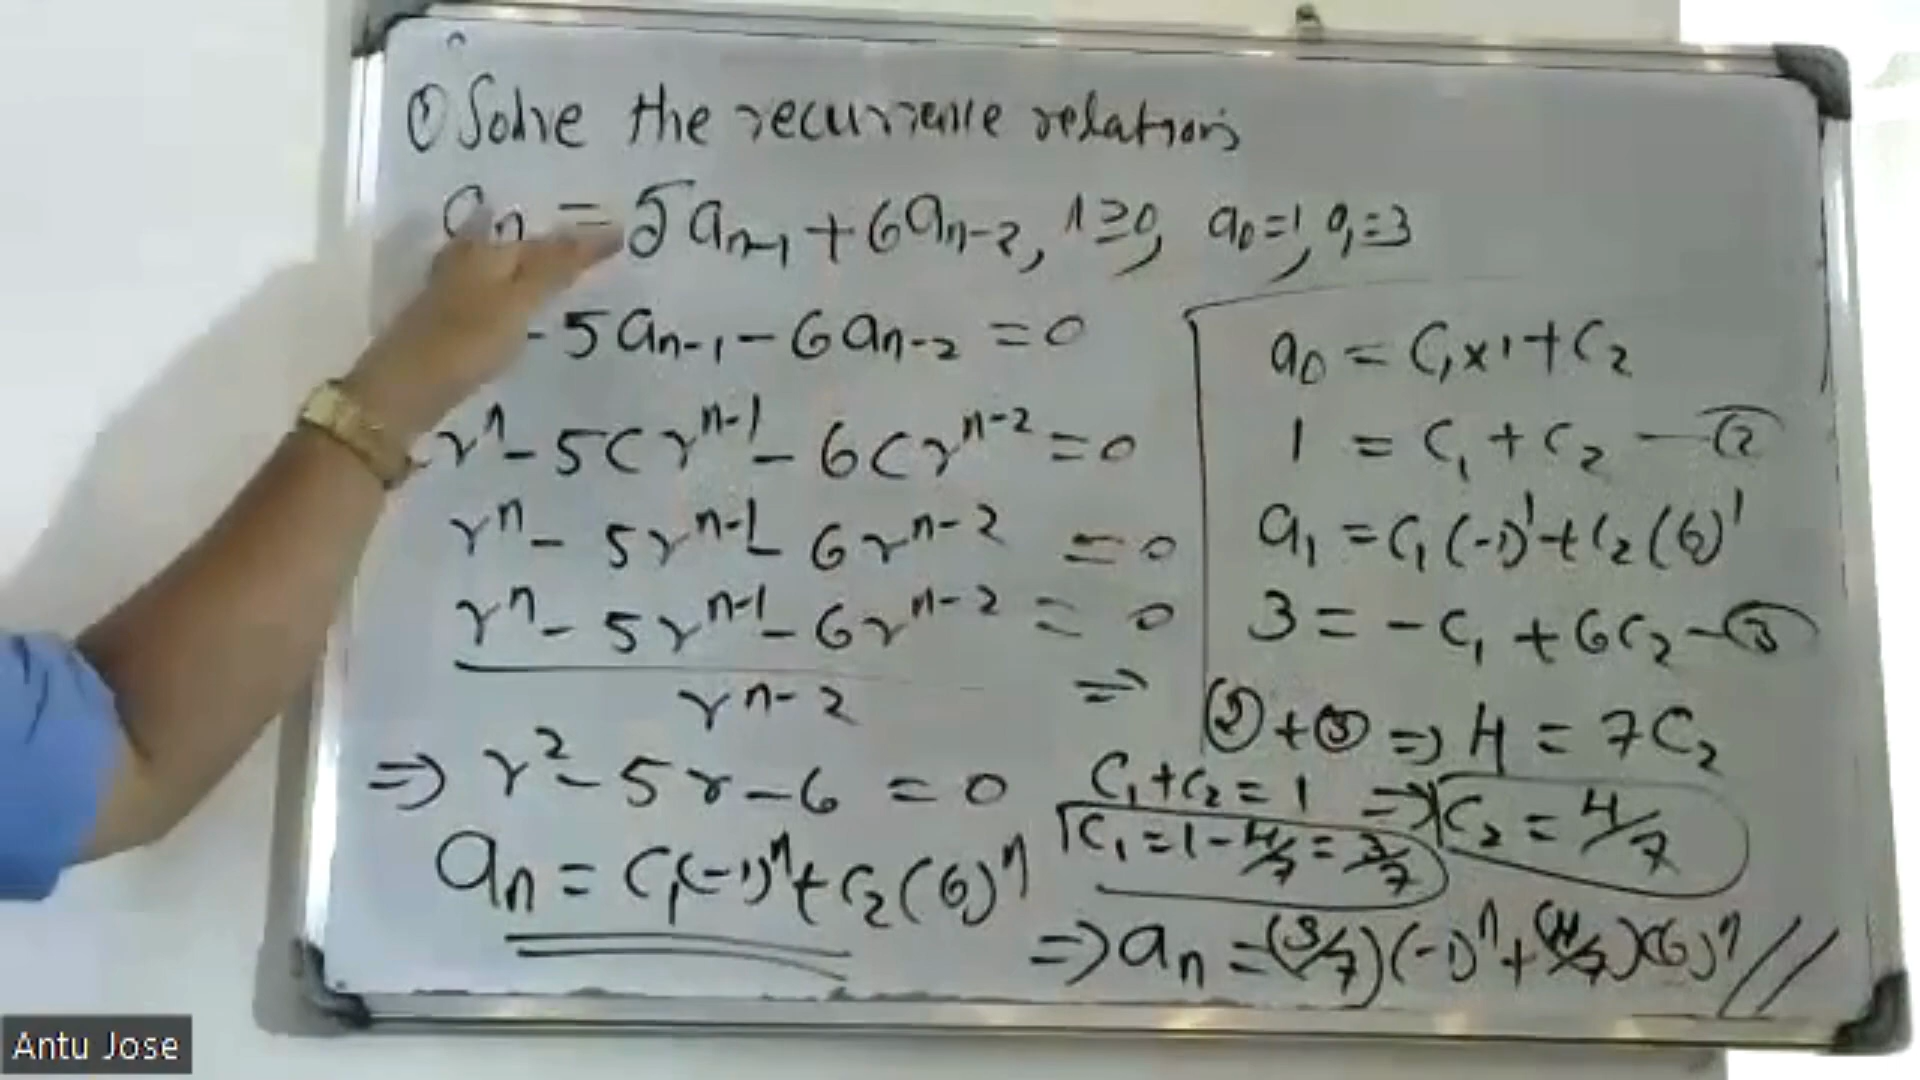 ① Solve the recurrence relations
aₙ = 5aₙ₋₁ + 6aₙ₋₂, n ≥ 0, a₀ = 1, a₁ = 3
- 5aₙ₋₁ - 6aₙ₋₂ = 0
rⁿ - 5Crⁿ⁻¹ - 6Crⁿ⁻² = 0
rⁿ - 5rⁿ⁻¹ - 6rⁿ⁻² = 0
rⁿ - 5rⁿ⁻¹ - 6rⁿ⁻² = 0
rⁿ⁻² ⇒
⇒ r² - 5r - 6 = 0
aₙ = C₁(-1)ⁿ + C₂(6)ⁿ
a₀ = C₁×1 + C₂
1 = C₁ + C₂ — ②
a₁ = C₁(-1)¹ + C₂(6)¹
3 = -C₁ + 6C₂ — ③
② + ③ ⇒ 4 = 7C₂
⇒ C₂ = 4/7
C₁ + C₂ = 1
C₁ = 1 - 4/7 = 3/7
⇒ aₙ = (3/7)(-1)ⁿ + (4/7)(6)ⁿ //
Antu Jose